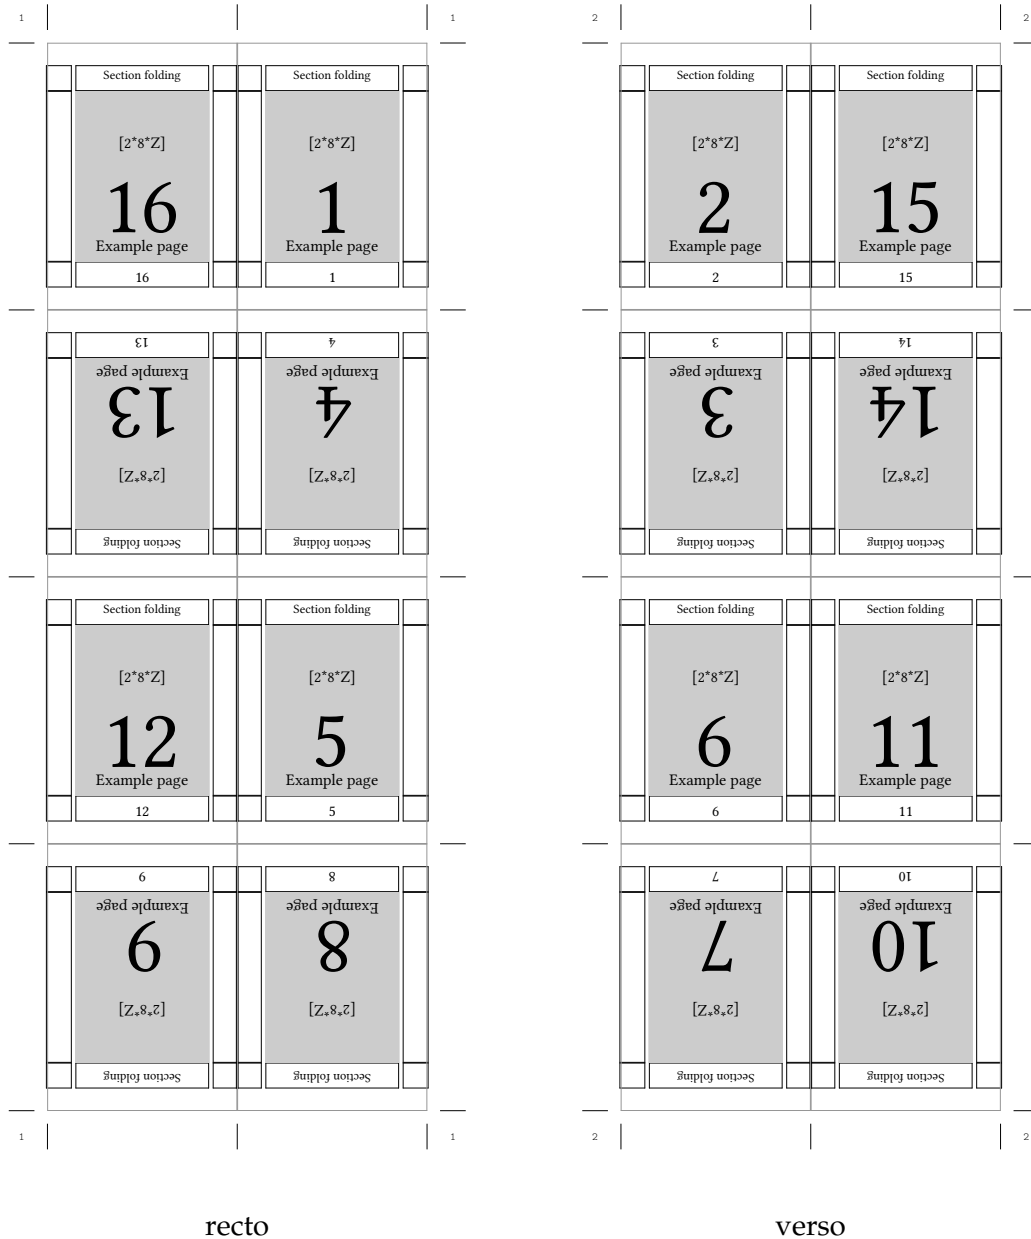 1 1 2 2
Section folding Section folding Section folding Section folding
[2*8*Z] [2*8*Z] [2*8*Z] [2*8*Z]
16 1 2 15
Example page Example page Example page Example page
16 1 2 15
13 4 3 14
Example page Example page Example page Example page
13 4 3 14
[2*8*Z] [2*8*Z] [2*8*Z] [2*8*Z]
Section folding Section folding Section folding Section folding
Section folding Section folding Section folding Section folding
[2*8*Z] [2*8*Z] [2*8*Z] [2*8*Z]
12 5 6 11
Example page Example page Example page Example page
12 5 6 11
9 8 7 10
Example page Example page Example page Example page
9 8 7 10
[2*8*Z] [2*8*Z] [2*8*Z] [2*8*Z]
Section folding Section folding Section folding Section folding
1 1 2 2
recto verso